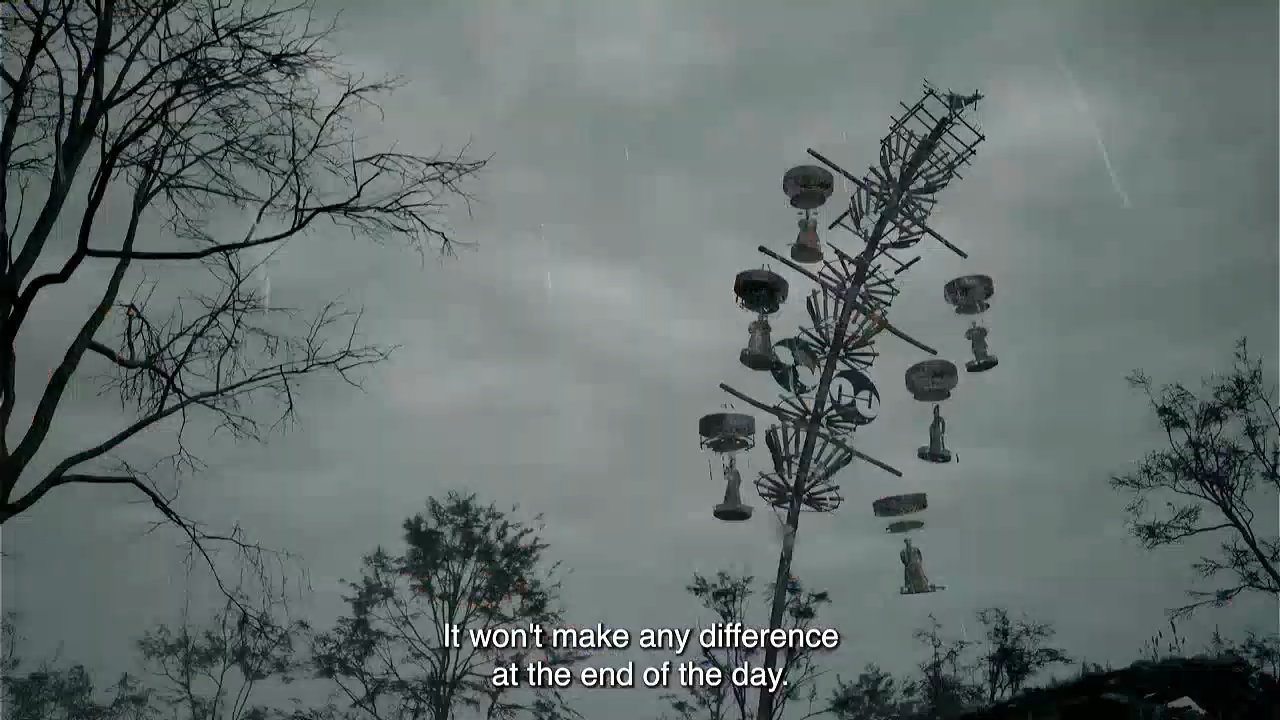 It won't make any difference
at the end of the day.